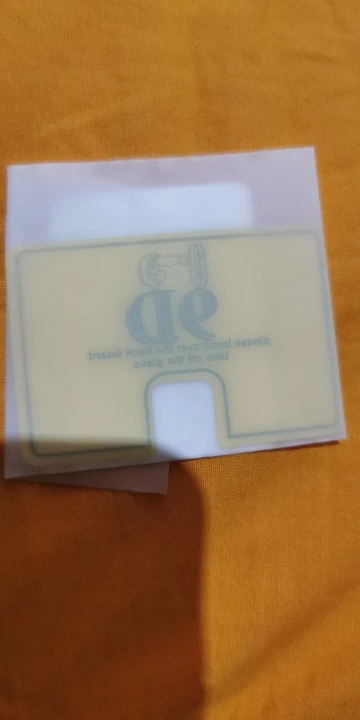 9D
please bend over the back board
take off the glass